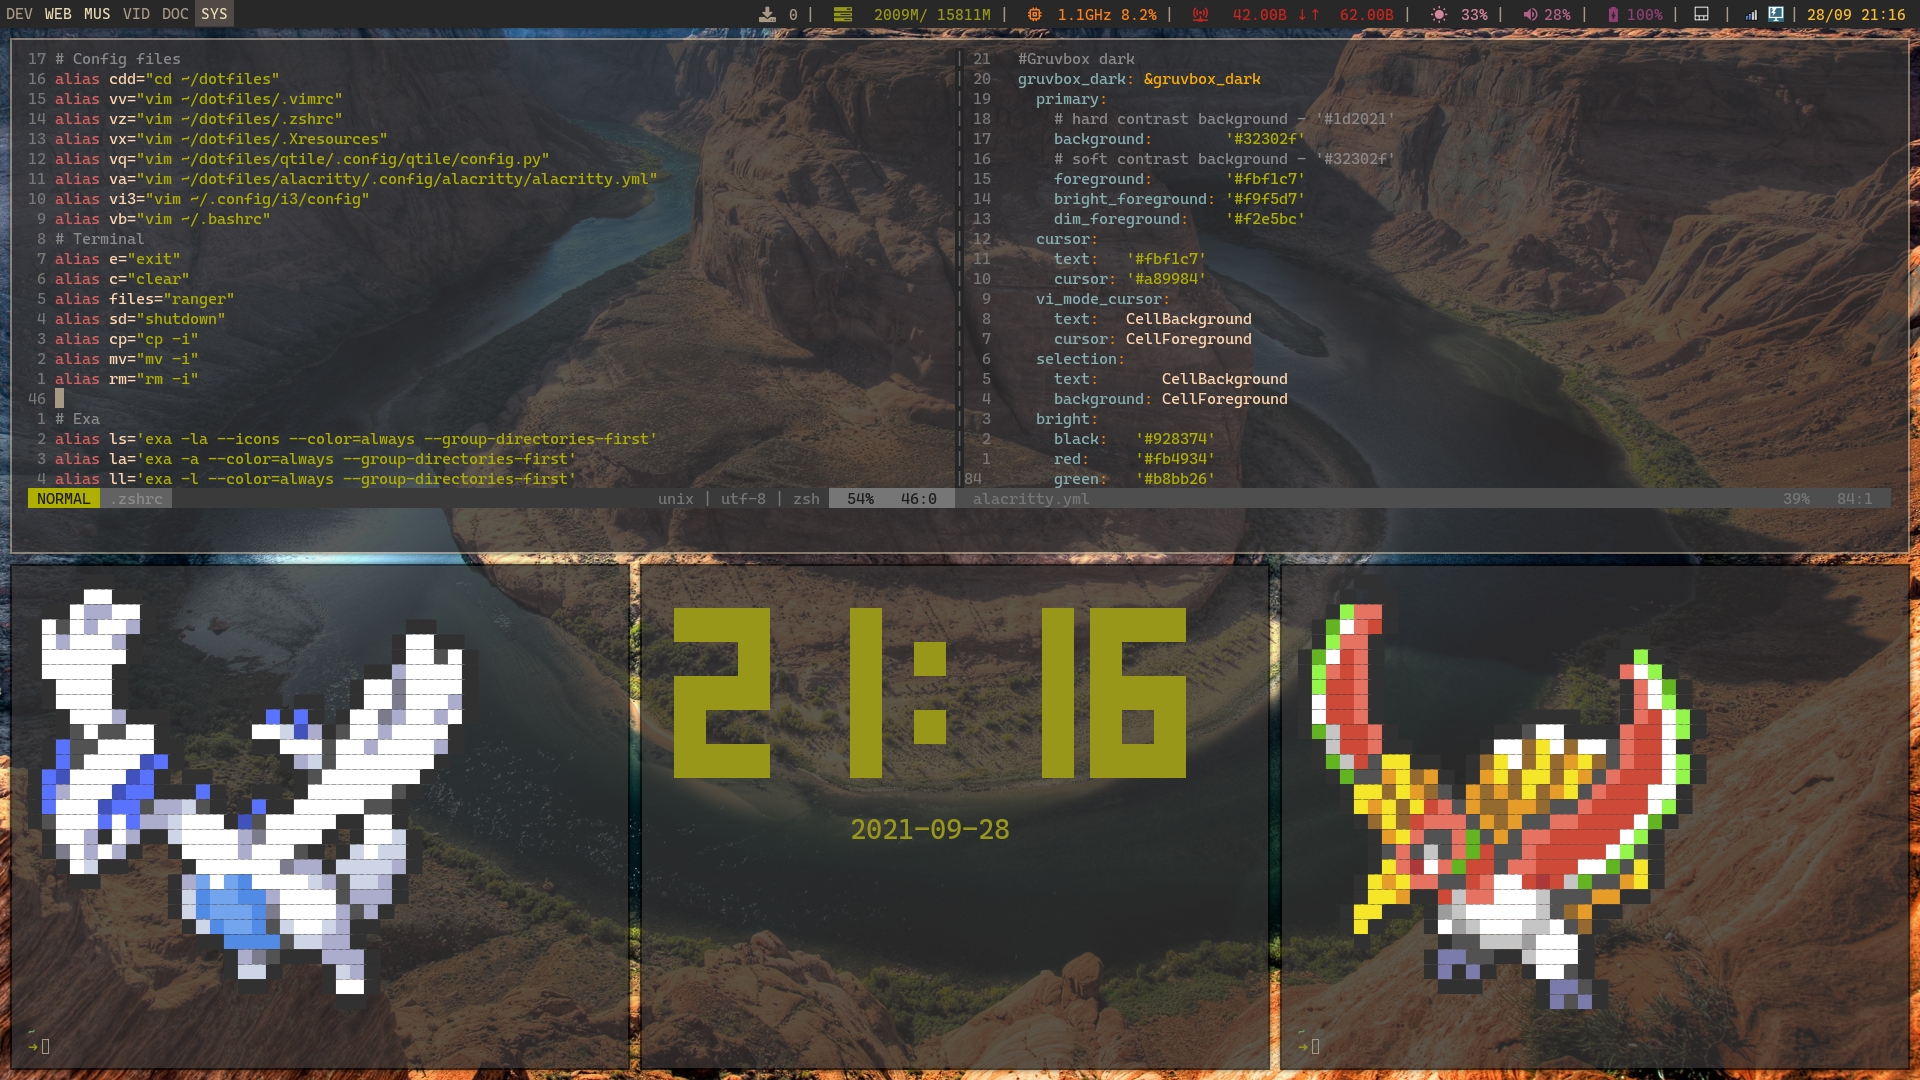 DEV WEB MUS VID DOC SYS 0 | 2009M/ 15811M | 1.1GHz 8.2% | 42.00B ↓↑ 62.00B | 33% | 28% | 100% | | | 28/09 21:16
17 # Config files
16 alias cdd="cd ~/dotfiles"
15 alias vv="vim ~/dotfiles/.vimrc"
14 alias vz="vim ~/dotfiles/.zshrc"
13 alias vx="vim ~/dotfiles/.Xresources"
12 alias vq="vim ~/dotfiles/qtile/.config/qtile/config.py"
11 alias va="vim ~/dotfiles/alacritty/.config/alacritty/alacritty.yml"
10 alias vi3="vim ~/.config/i3/config"
9 alias vb="vim ~/.bashrc"
8 # Terminal
7 alias e="exit"
6 alias c="clear"
5 alias files="ranger"
4 alias sd="shutdown"
3 alias cp="cp -i"
2 alias mv="mv -i"
1 alias rm="rm -i"
46
1 # Exa
2 alias ls='exa -la --icons --color=always --group-directories-first'
3 alias la='exa -a --color=always --group-directories-first'
4 alias ll='exa -l --color=always --group-directories-first'
NORMAL .zshrc unix | utf-8 | zsh 54% 46:0
21 #Gruvbox dark
20 gruvbox_dark: &gruvbox_dark
19 primary:
18 # hard contrast background - '#1d2021'
17 background: '#32302f'
16 # soft contrast background - '#32302f'
15 foreground: '#fbf1c7'
14 bright_foreground: '#f9f5d7'
13 dim_foreground: '#f2e5bc'
12 cursor:
11 text: '#fbf1c7'
10 cursor: '#a89984'
9 vi_mode_cursor:
8 text: CellBackground
7 cursor: CellForeground
6 selection:
5 text: CellBackground
4 background: CellForeground
3 bright:
2 black: '#928374'
1 red: '#fb4934'
84 green: '#b8bb26'
alacritty.yml 39% 84:1
~
→
21:16
2021-09-28
~
→